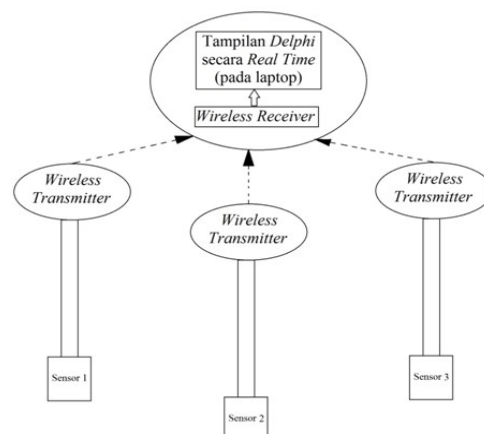 Tampilan Delphi
secara Real Time
(pada laptop)
Wireless Receiver
Wireless
Transmitter
Wireless
Transmitter
Wireless
Transmitter
Sensor 1
Sensor 2
Sensor 3